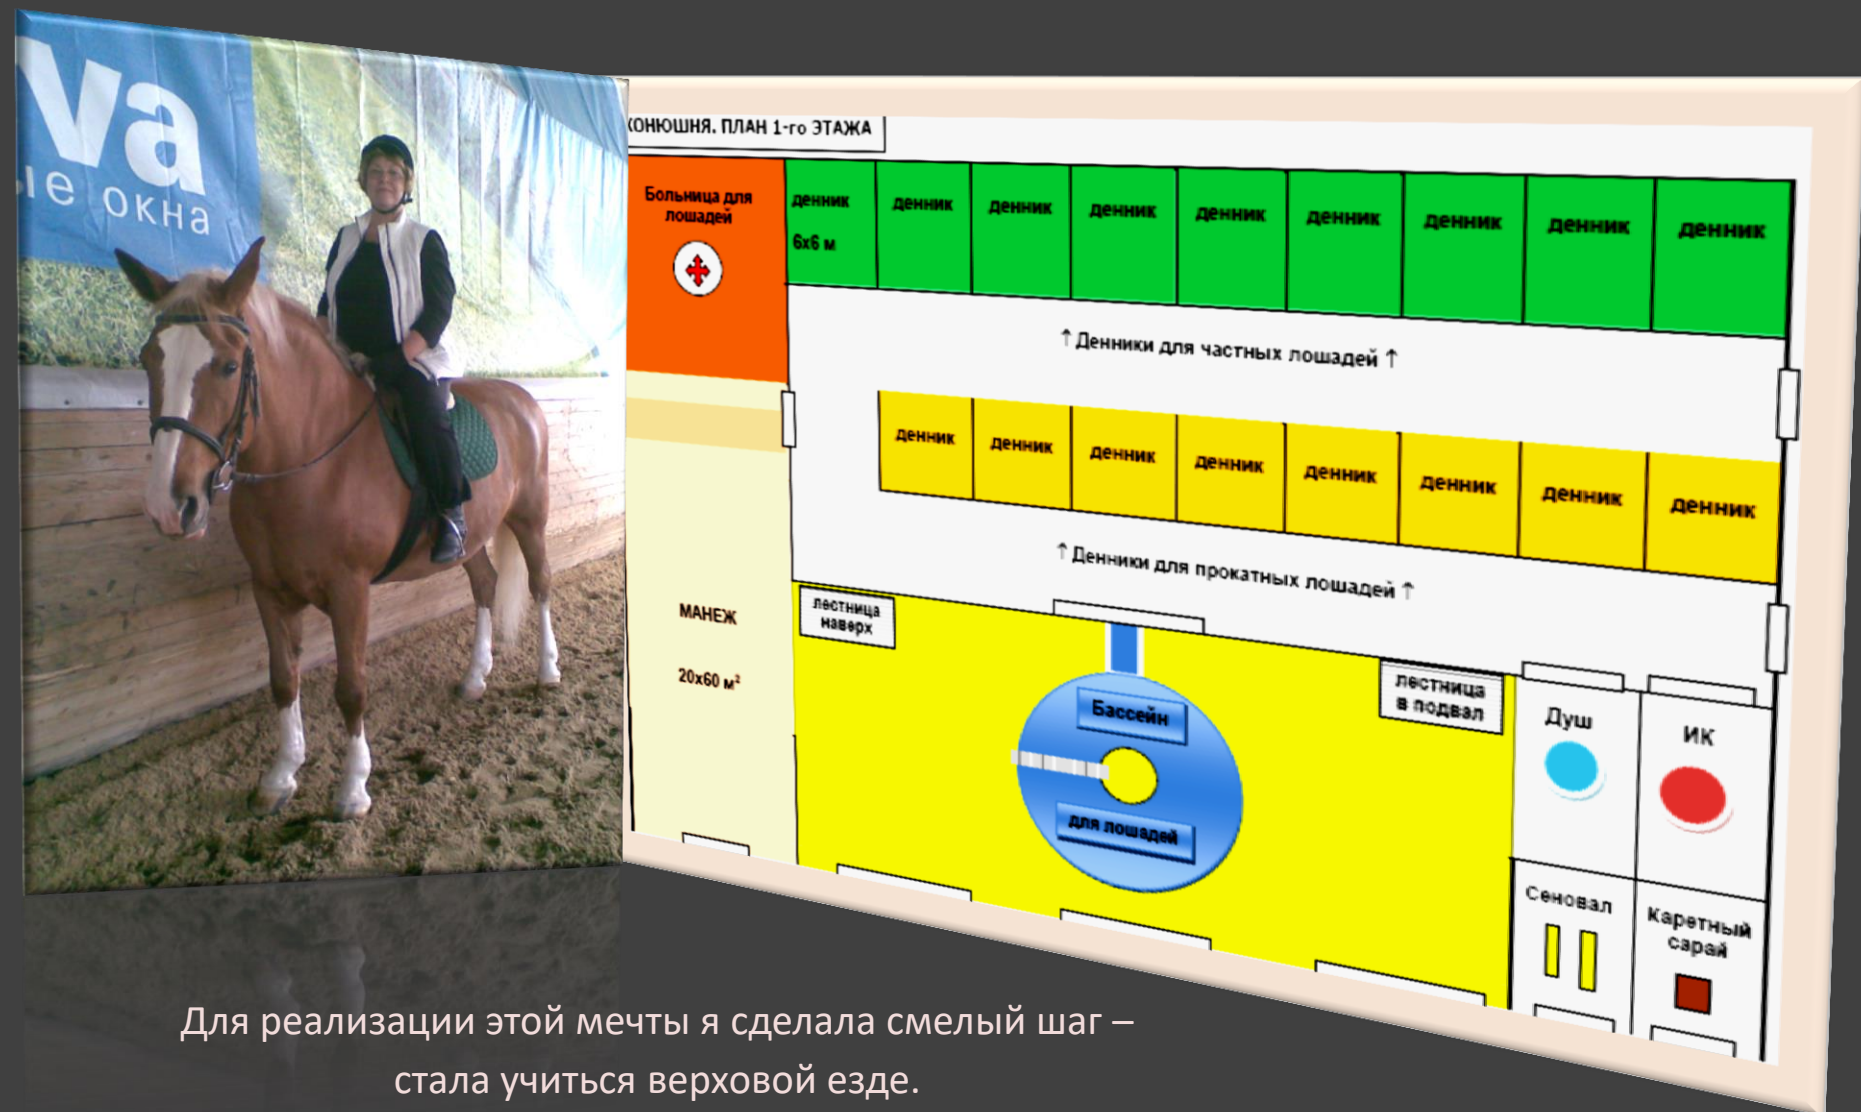 va
ые окна
КОНЮШНЯ. ПЛАН 1-го ЭТАЖА
Больница для
лошадей
денник
6x6 м
денник
денник
денник
денник
денник
денник
денник
денник
↑ Денники для частных лошадей ↑
денник
денник
денник
денник
денник
денник
денник
денник
↑ Денники для прокатных лошадей ↑
МАНЕЖ
20x60 м²
лестница
наверх
Бассейн
для лошадей
лестница
в подвал
Душ
ИК
Сеновал
Каретный
сарай
Для реализации этой мечты я сделала смелый шаг –
стала учиться верховой езде.